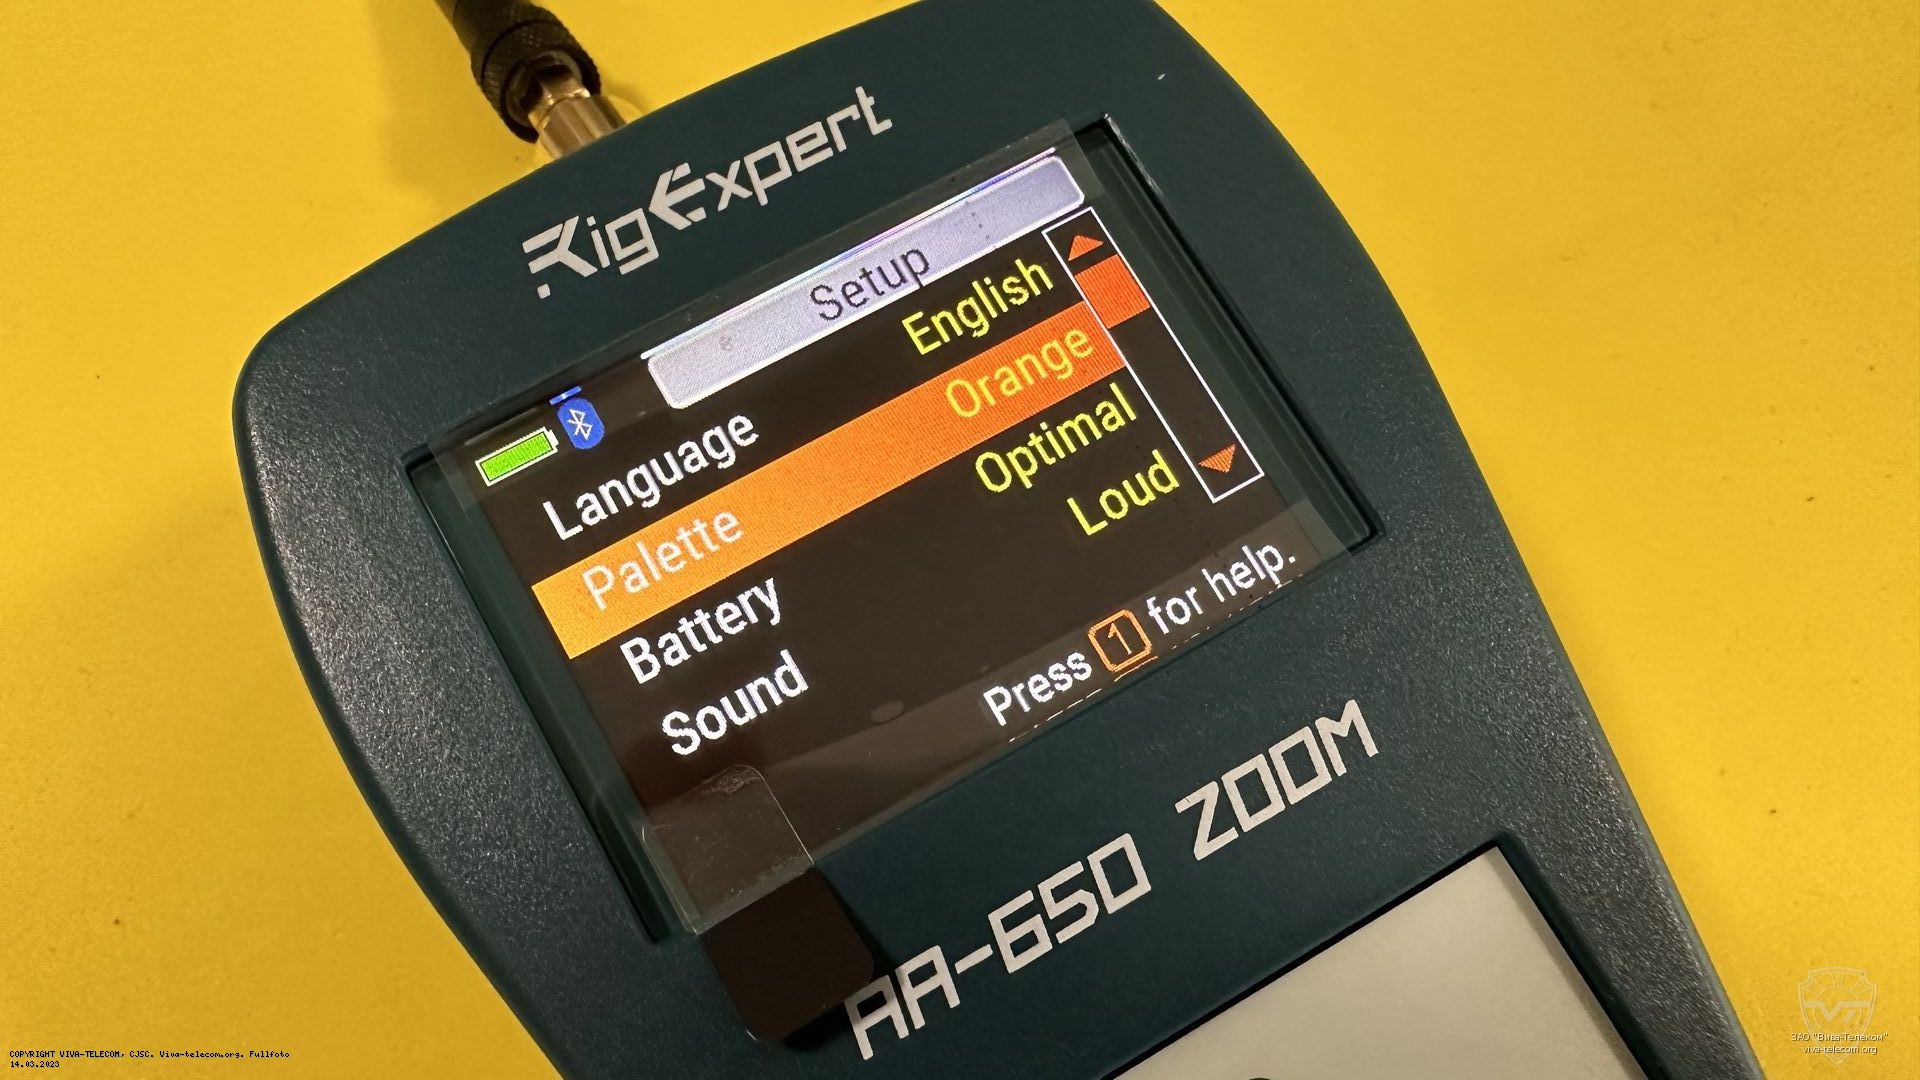 RigExpert
Setup
Language English
Palette Orange
Battery Optimal
Sound Loud
Press 1 for help.
AA-650 ZOOM
COPYRIGHT VIVA-TELECOM, CJSC. Viva-telecom.org. Fullfoto
14.03.2023
ЗАО "Вива-Телеком"
viva-telecom.org